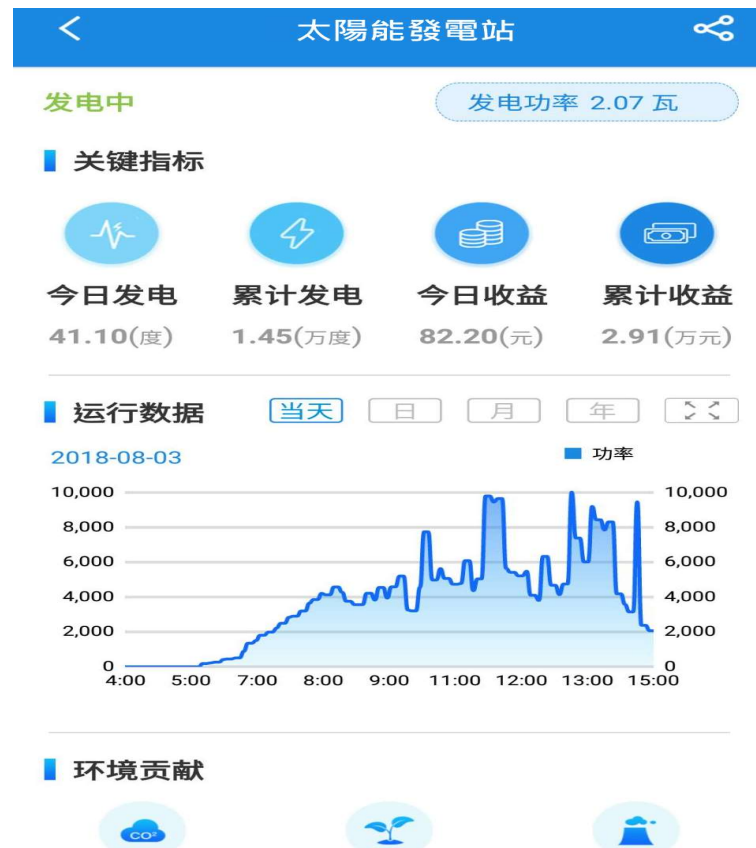 太陽能發電站
发电中
发电功率 2.07 瓦
关键指标
今日发电 累计发电 今日收益 累计收益
41.10(度) 1.45(万度) 82.20(元) 2.91(万元)
运行数据 当天 日 月 年
2018-08-03 功率
10,000 10,000
8,000 8,000
6,000 6,000
4,000 4,000
2,000 2,000
0 0
4:00 5:00 7:00 8:00 9:00 11:00 12:00 13:00 15:00
环境贡献
CO²